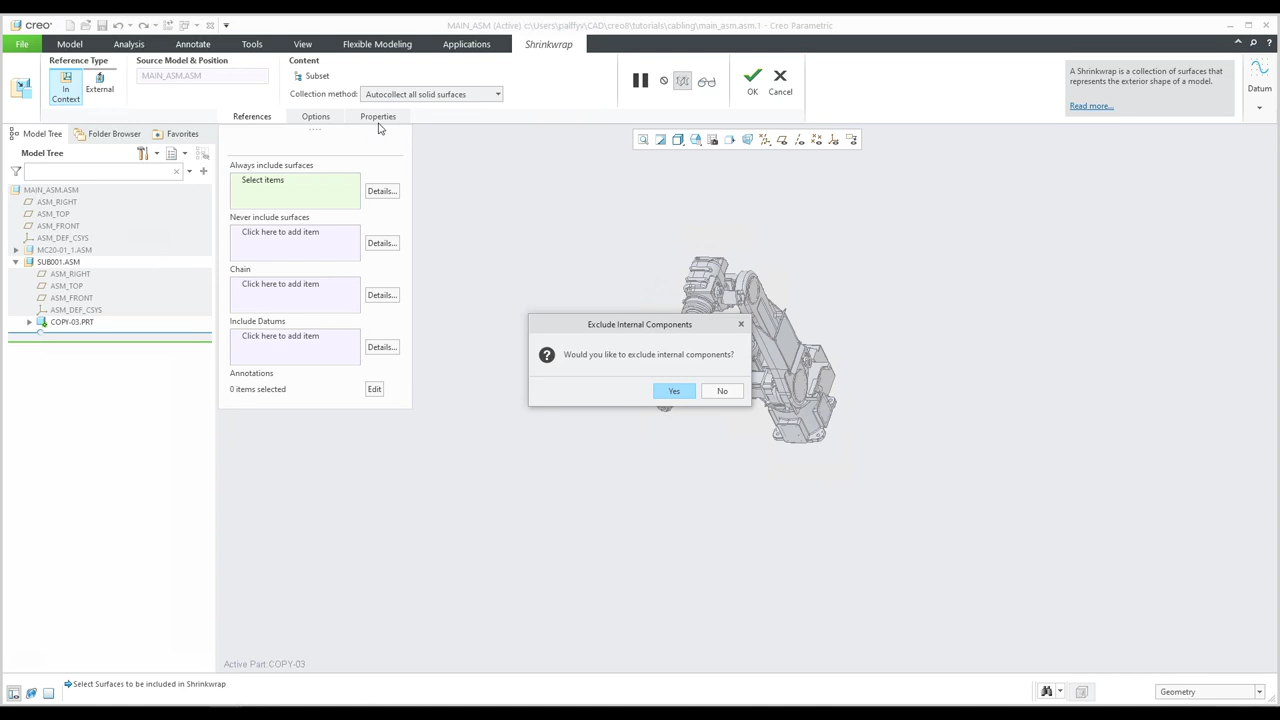 creo
MAIN_ASM (Active) c:\Users\palffyv\CAD\creo8\tutorials\cabling\main_asm.asm.1 - Creo Parametric
File
Model
Analysis
Annotate
Tools
View
Flexible Modeling
Applications
Shrinkwrap
Reference Type
Source Model & Position
Content
In Context
External
MAIN_ASM.ASM
Subset
Collection method:
Autocollect all solid surfaces
OK
Cancel
A Shrinkwrap is a collection of surfaces that
represents the exterior shape of a model.
Read more...
Datum
References
Options
Properties
Model Tree
Folder Browser
Favorites
Model Tree
MAIN_ASM.ASM
ASM_RIGHT
ASM_TOP
ASM_FRONT
ASM_DEF_CSYS
MC20-01_1.ASM
SUB001.ASM
ASM_RIGHT
ASM_TOP
ASM_FRONT
ASM_DEF_CSYS
COPY-03.PRT
Always include surfaces
Select items
Details...
Never include surfaces
Click here to add item
Details...
Chain
Click here to add item
Details...
Include Datums
Click here to add item
Details...
Annotations
0 items selected
Edit
Exclude Internal Components
Would you like to exclude internal components?
Yes
No
Active Part:COPY-03
Select Surfaces to be included in Shrinkwrap
Geometry